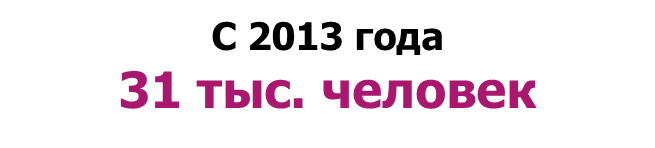 С 2013 года
31 тыс. человек